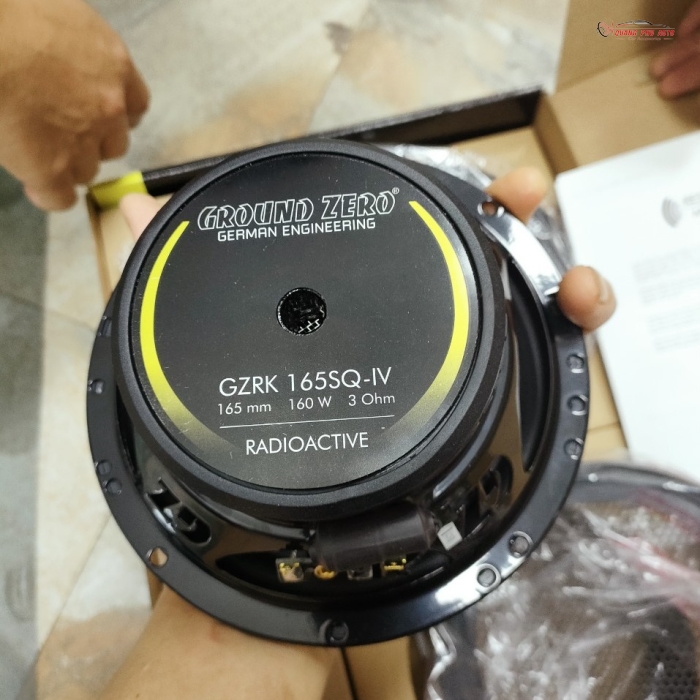 GROUND ZERO®
GERMAN ENGINEERING
GZRK 165SQ-IV
165 mm 160 W 3 Ohm
RADIOACTIVE